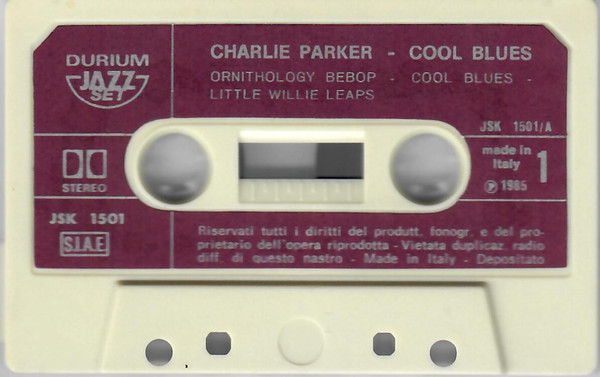 DURIUM
JAZZ
SET
CHARLIE PARKER - COOL BLUES
ORNITHOLOGY BEBOP - COOL BLUES -
LITTLE WILLIE LEAPS
JSK 1501/A
STEREO
made in
Italy
1
℗ 1985
JSK 1501
S.I.A.E.
Riservati tutti i diritti del produtt. fonogr. e del pro-
prietario dell'opera riprodotta - Vietata duplicaz. radio
diff. di questo nastro - Made in Italy - Depositato